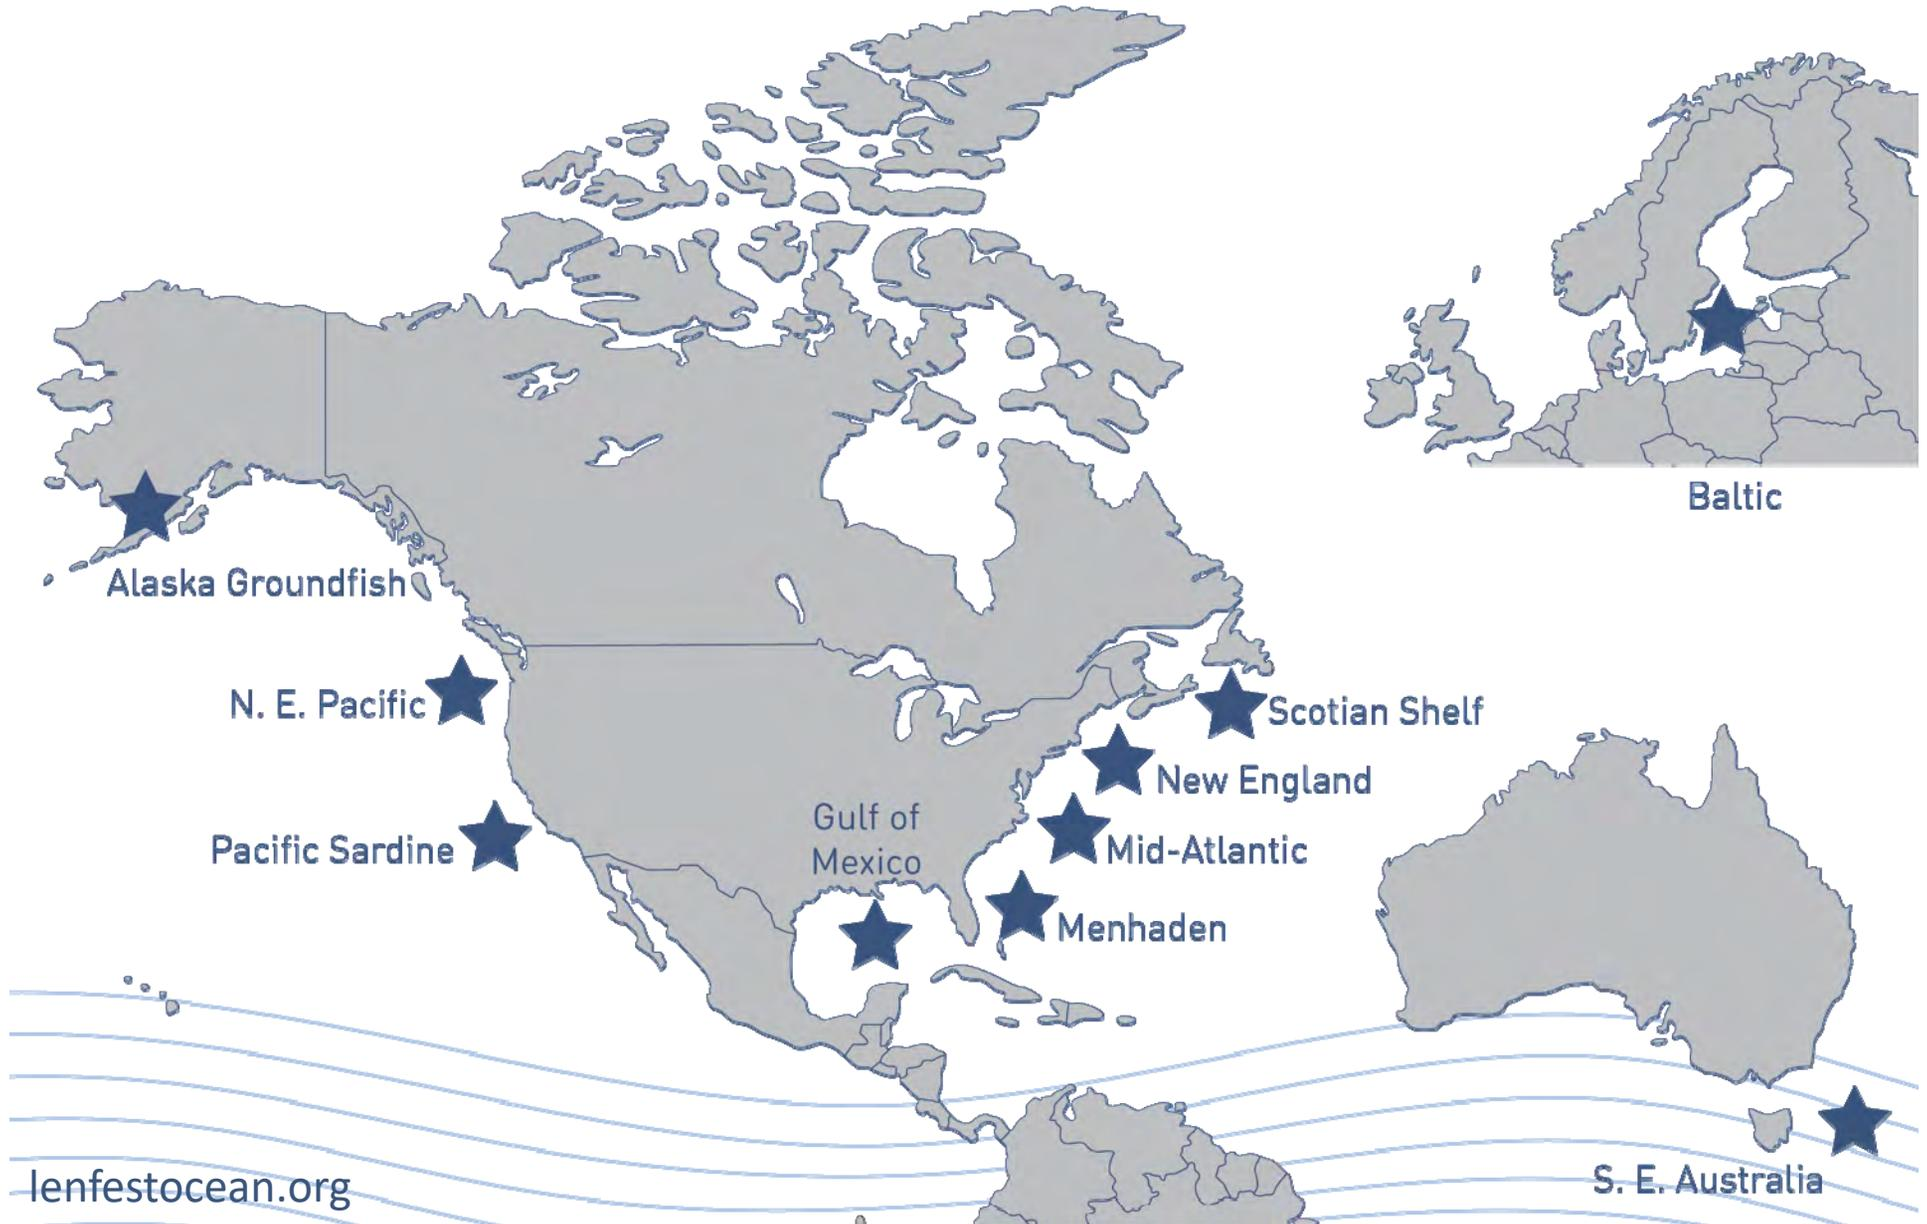 Baltic
Alaska Groundfish
N. E. Pacific
Scotian Shelf
New England
Gulf of
Mexico
Pacific Sardine
Mid-Atlantic
Menhaden
S. E. Australia
lenfestocean.org